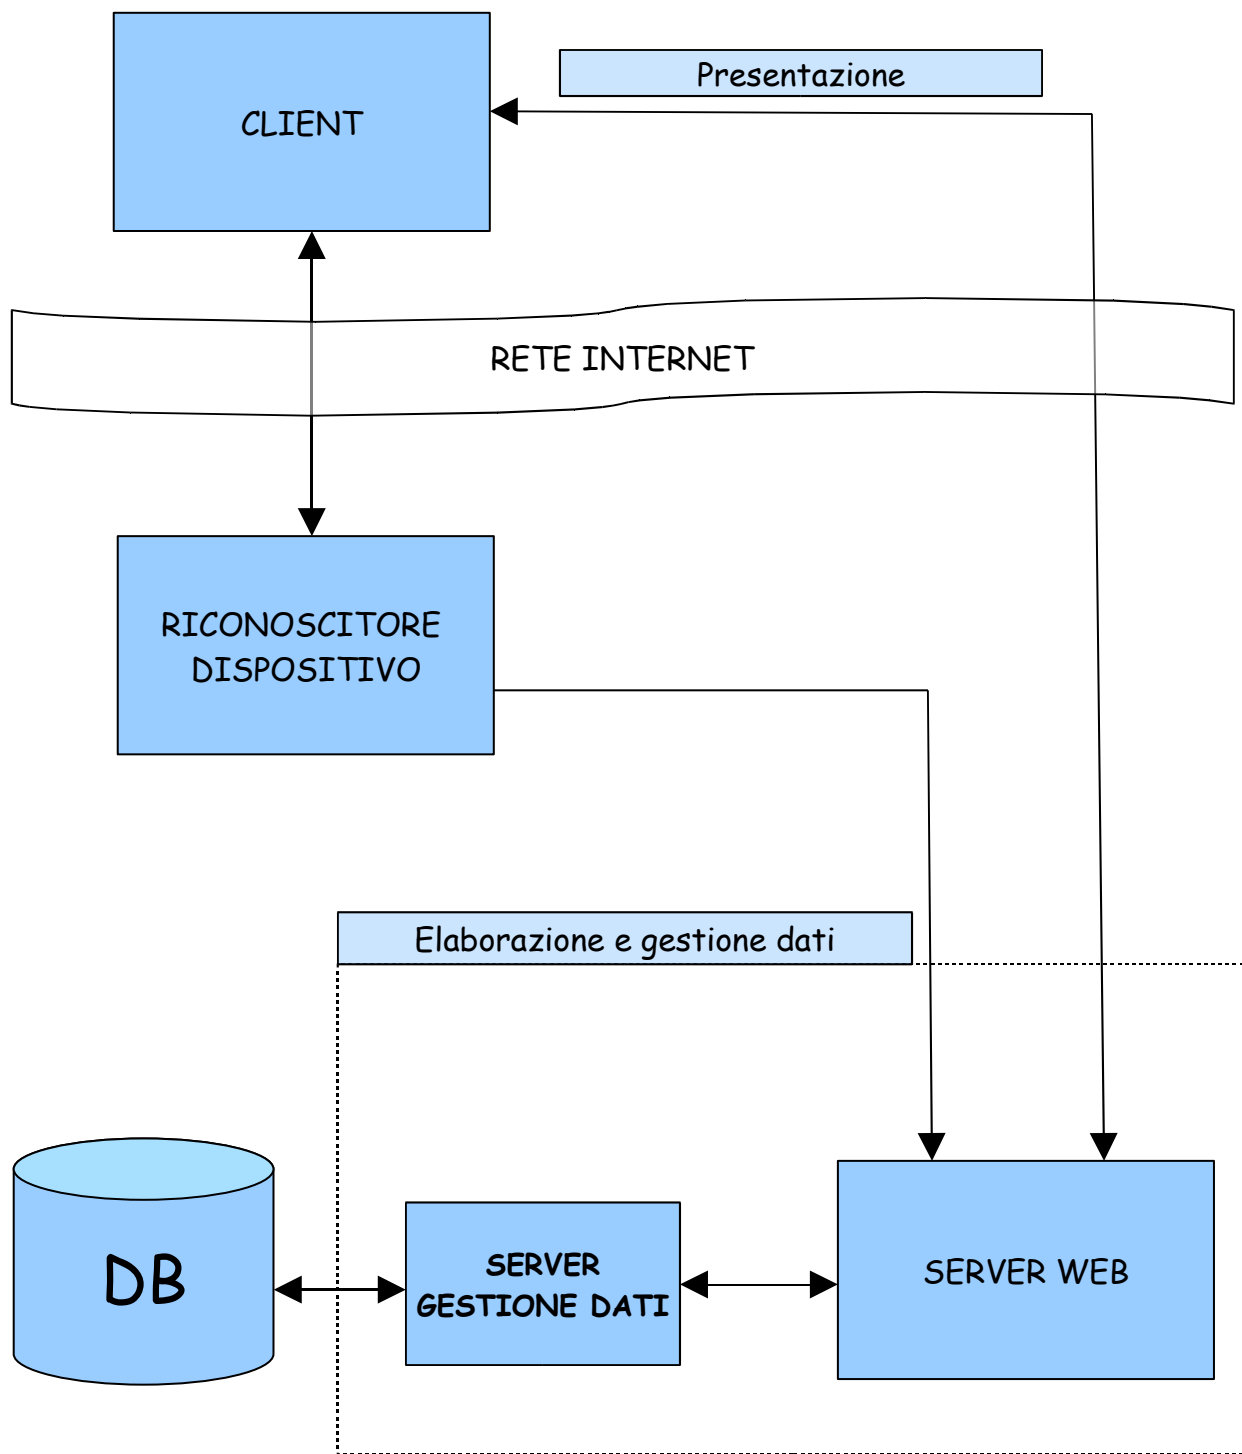 Presentazione
CLIENT
RETE INTERNET
RICONOSCITORE
DISPOSITIVO
Elaborazione e gestione dati
DB
SERVER
GESTIONE DATI
SERVER WEB